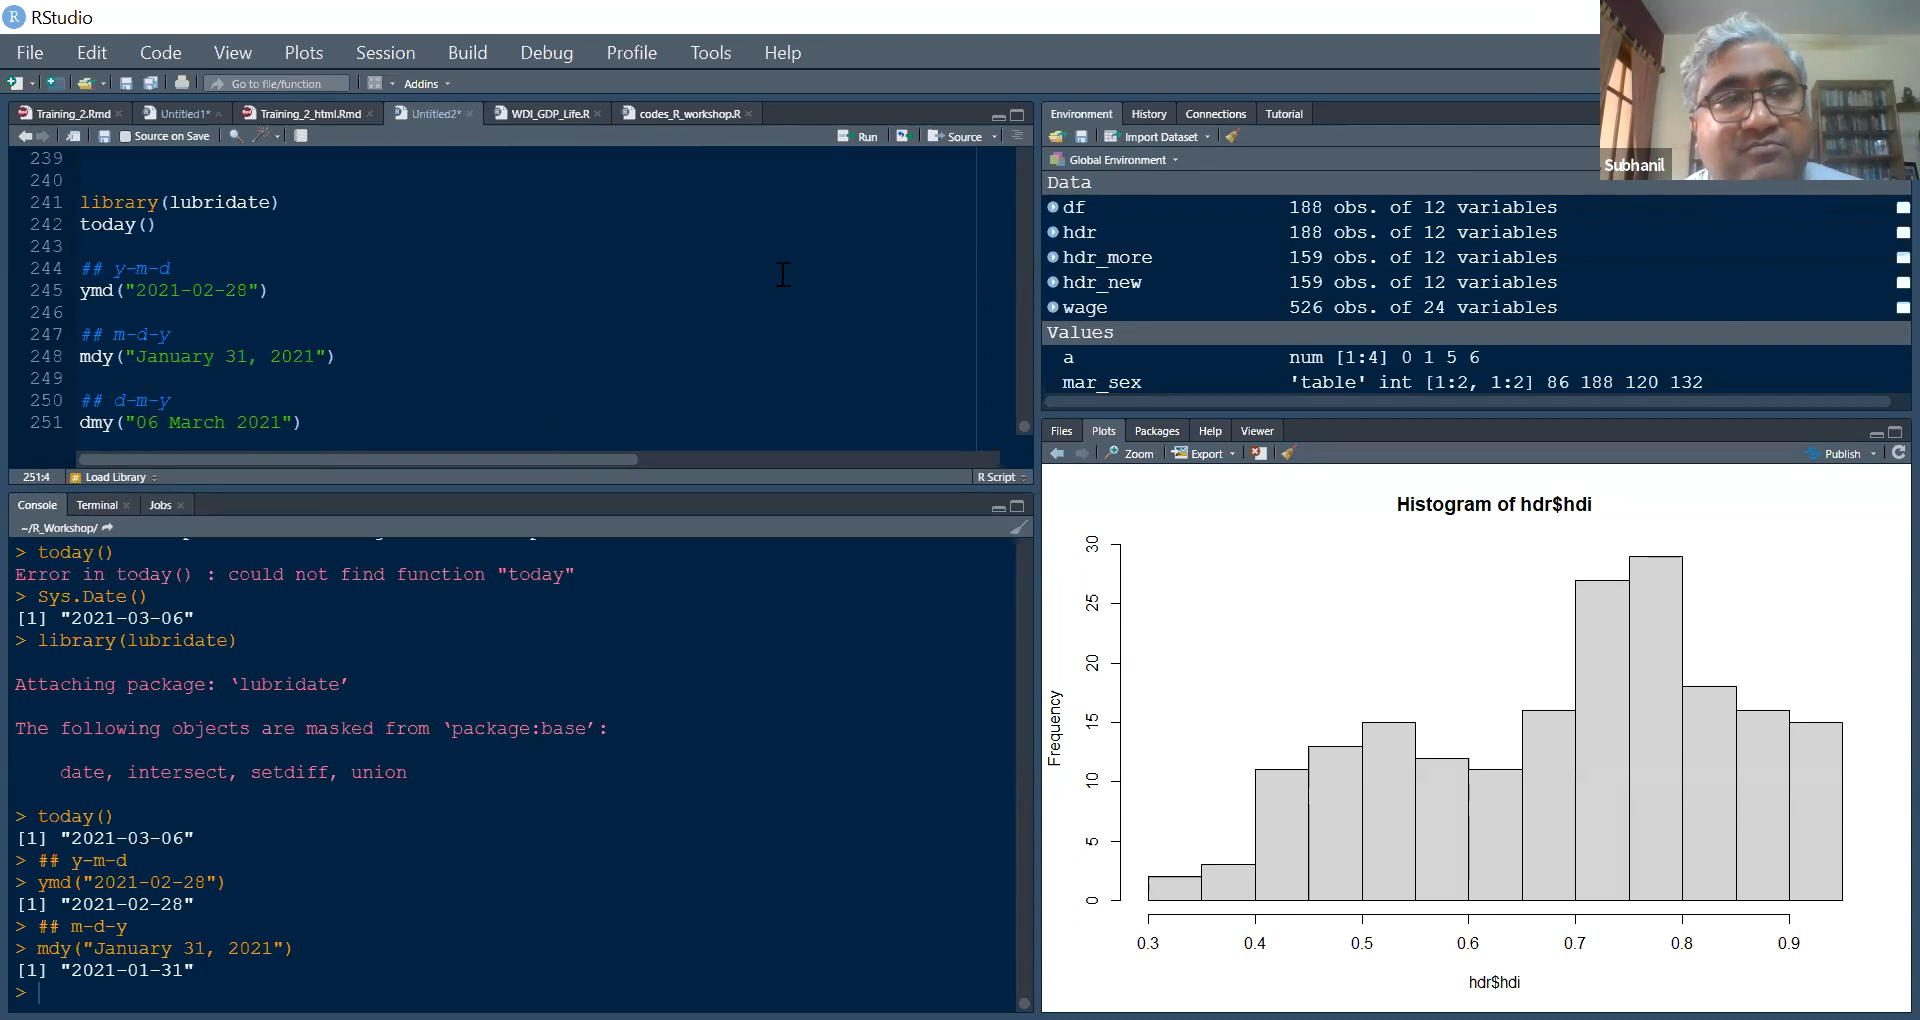 RStudio
File Edit Code View Plots Session Build Debug Profile Tools Help
Go to file/function Addins
Training_2.Rmd Untitled1* Training_2_html.Rmd Untitled2* WDI_GDP_Life.R codes_R_workshop.R
Source on Save Run Source
239
240
241 library(lubridate)
242 today()
243
244 ## y-m-d
245 ymd("2021-02-28")
246
247 ## m-d-y
248 mdy("January 31, 2021")
249
250 ## d-m-y
251 dmy("06 March 2021")
251:4 # Load Library R Script
Console Terminal Jobs
~/R_Workshop/
> today()
Error in today() : could not find function "today"
> Sys.Date()
[1] "2021-03-06"
> library(lubridate)
Attaching package: ‘lubridate’
The following objects are masked from ‘package:base’:
date, intersect, setdiff, union
> today()
[1] "2021-03-06"
> ## y-m-d
> ymd("2021-02-28")
[1] "2021-02-28"
> ## m-d-y
> mdy("January 31, 2021")
[1] "2021-01-31"
>
Environment History Connections Tutorial
Import Dataset
Global Environment
Data
df 188 obs. of 12 variables
hdr 188 obs. of 12 variables
hdr_more 159 obs. of 12 variables
hdr_new 159 obs. of 12 variables
wage 526 obs. of 24 variables
Values
a num [1:4] 0 1 5 6
mar_sex 'table' int [1:2, 1:2] 86 188 120 132
Subhanil
Files Plots Packages Help Viewer
Zoom Export Publish
Histogram of hdr$hdi
Frequency
30
25
20
15
10
5
0
0.3 0.4 0.5 0.6 0.7 0.8 0.9
hdr$hdi